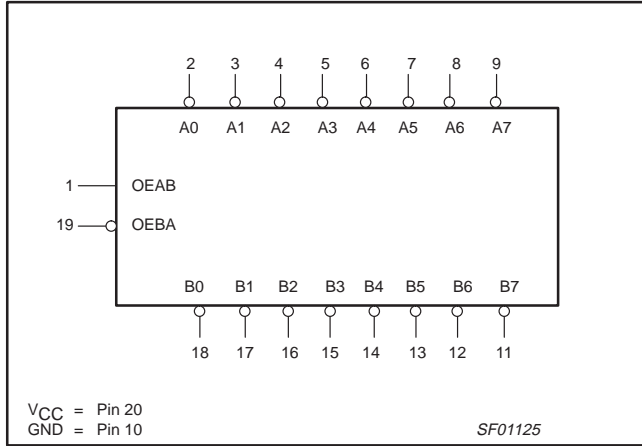 2 3 4 5 6 7 8 9
A0 A1 A2 A3 A4 A5 A6 A7
1 OEAB
19 OEBA
B0 B1 B2 B3 B4 B5 B6 B7
18 17 16 15 14 13 12 11
VCC = Pin 20
GND = Pin 10
SF01125